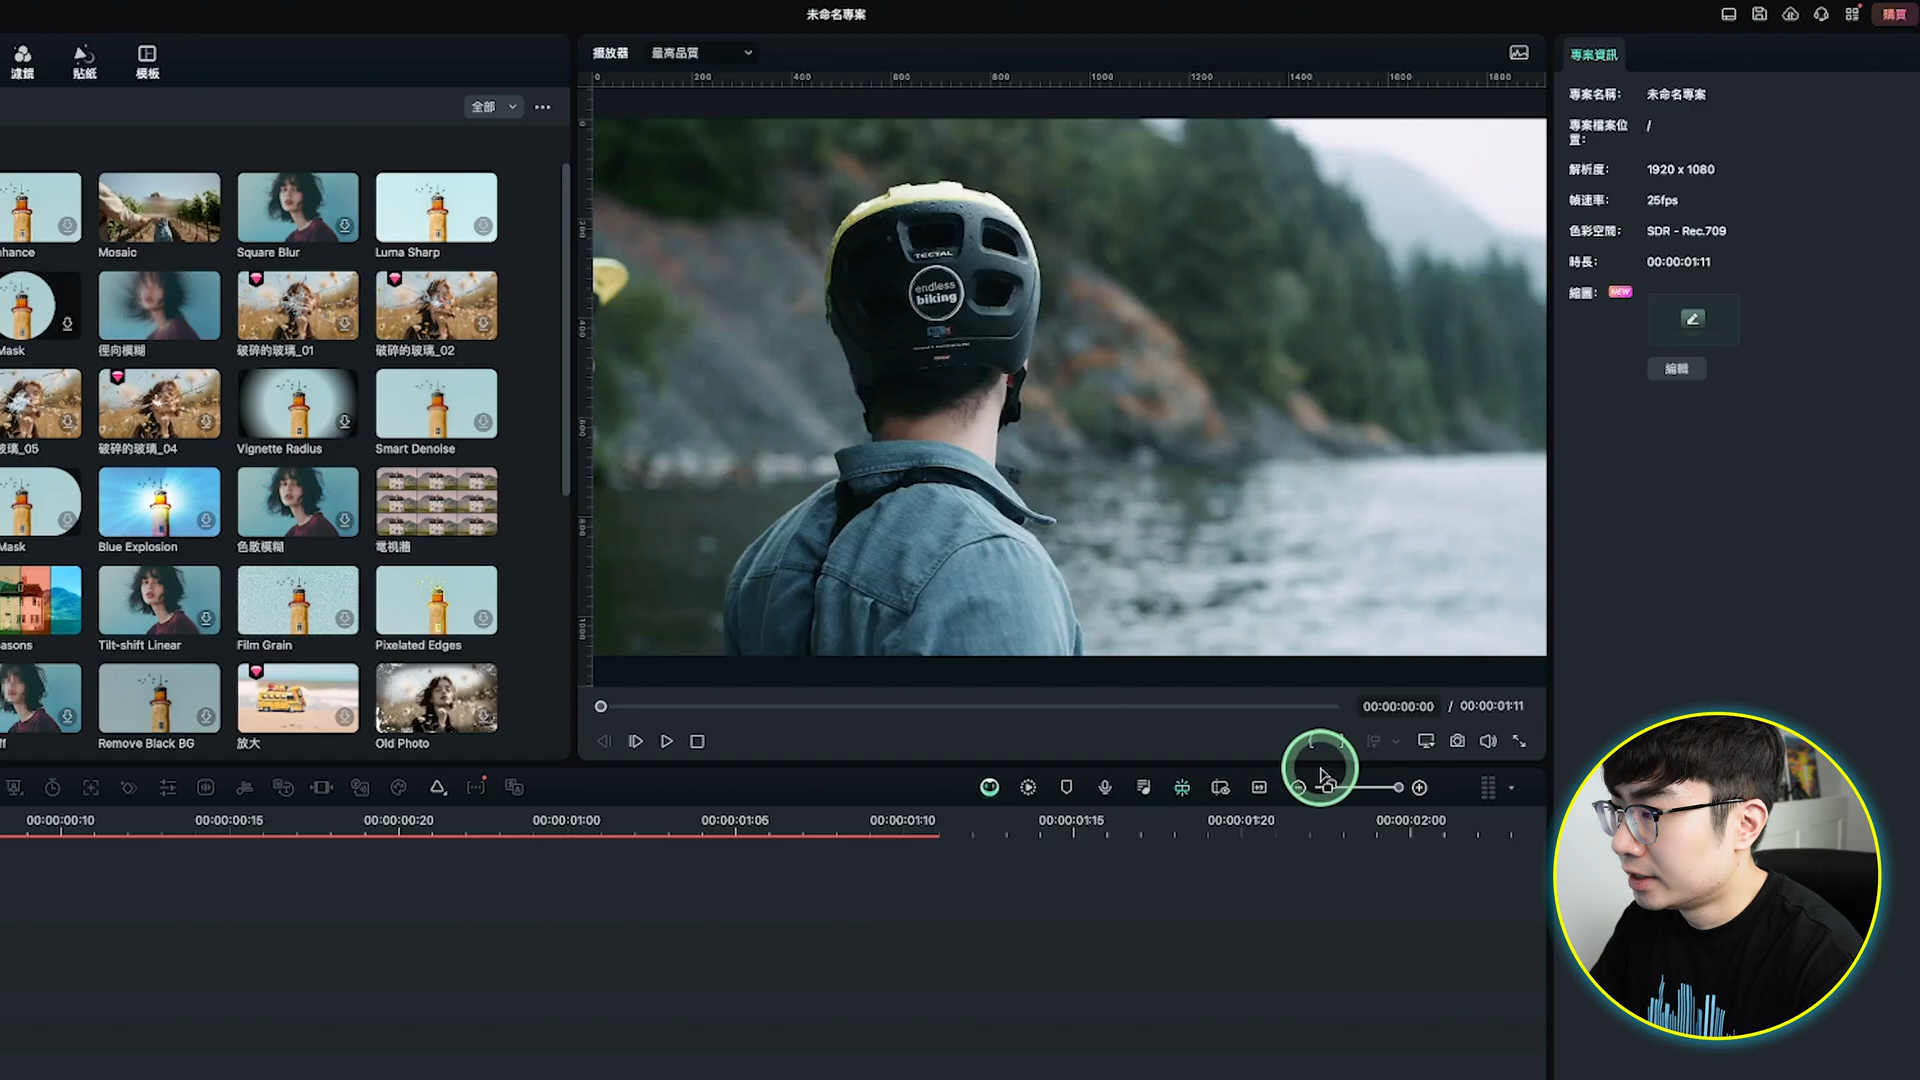 未命名專案
購買
濾鏡
貼紙
模板
全部
播放器
最高品質
0
200
400
600
800
1000
1200
1400
1600
1800
0
200
400
600
800
1000
nhance
Mosaic
Square Blur
Luma Sharp
Mask
徑向模糊
破碎的玻璃_01
破碎的玻璃_02
玻璃_05
破碎的玻璃_04
Vignette Radius
Smart Denoise
Mask
Blue Explosion
色散模糊
電視牆
asons
Tilt-shift Linear
Film Grain
Pixelated Edges
Remove Black BG
放大
Old Photo
TECTAL
endless
biking
00:00:00:00 / 00:00:01:11
專案資訊
專案名稱: 未命名專案
專案檔案位置: /
解析度: 1920 x 1080
幀速率: 25fps
色彩空間: SDR - Rec.709
時長: 00:00:01:11
縮圖: NEW
編輯
00:00:00:10
00:00:00:15
00:00:00:20
00:00:01:00
00:00:01:05
00:00:01:10
00:00:01:15
00:00:01:20
00:00:02:00